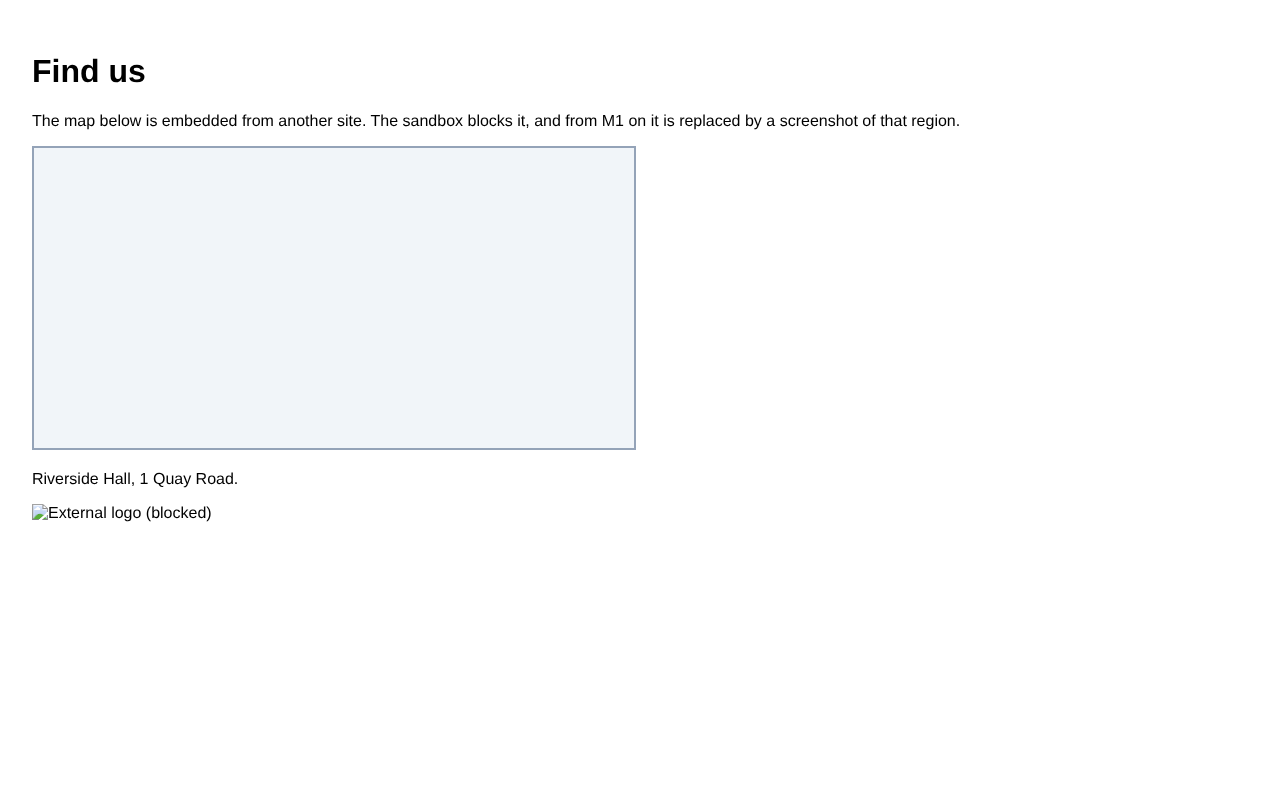 Find us
The map below is embedded from another site. The sandbox blocks it, and from M1 on it is replaced by a screenshot of that region.
Riverside Hall, 1 Quay Road.
External logo (blocked)